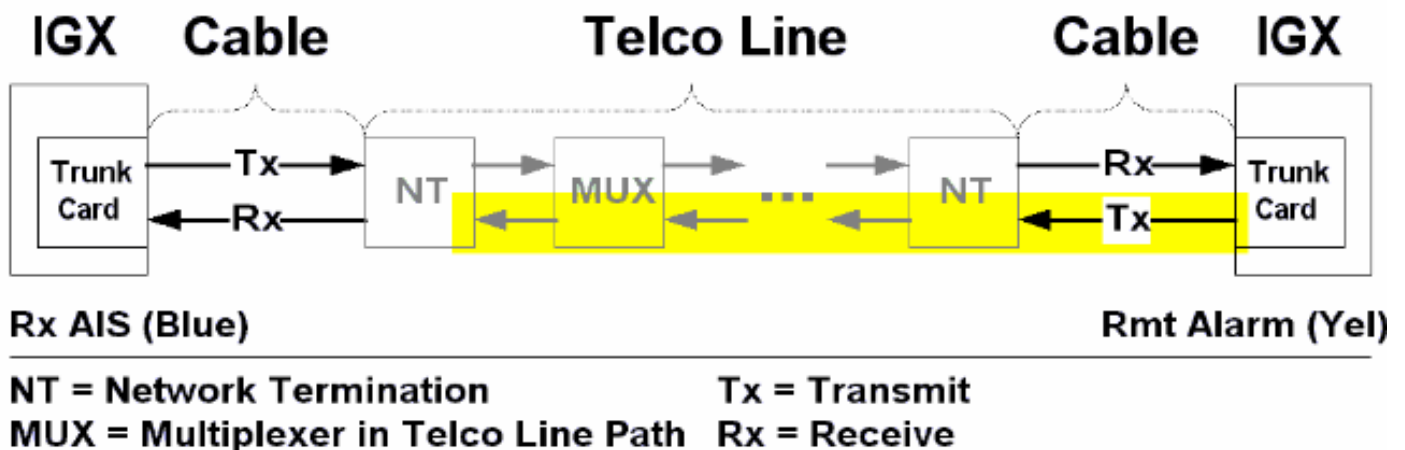 IGX Cable Telco Line Cable IGX
Trunk Card
Tx
Rx
NT
MUX
...
NT
Rx
Tx
Trunk Card
Rx AIS (Blue) Rmt Alarm (Yel)
NT = Network Termination Tx = Transmit
MUX = Multiplexer in Telco Line Path Rx = Receive